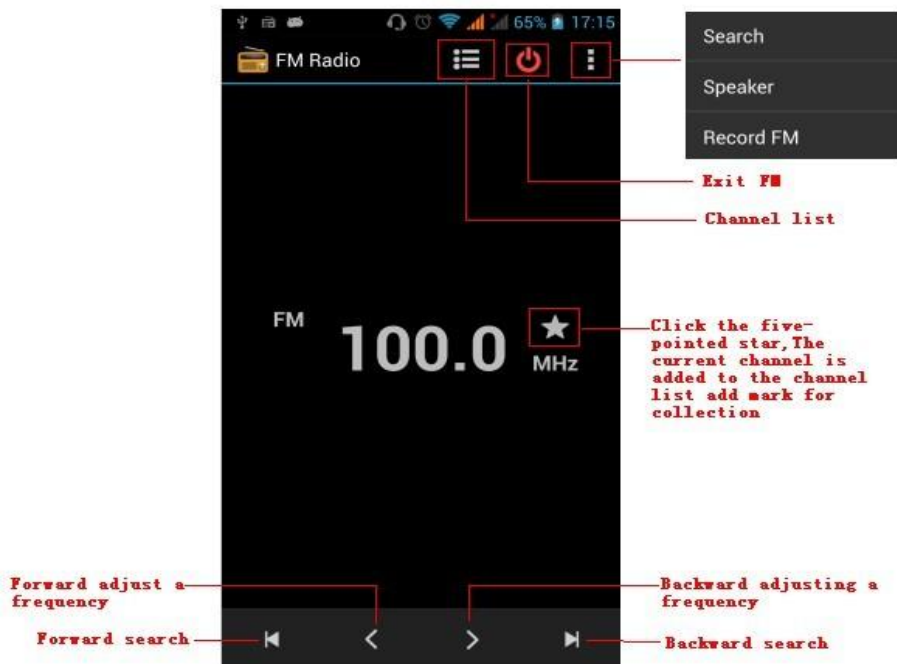 65% 17:15
FM Radio
Search
Speaker
Record FM
Exit FM
Channel list
FM
100.0
MHz
Click the five-
pointed star,The
current channel is
added to the channel
list add mark for
collection
Forward adjust a
frequency
Backward adjusting a
frequency
Forward search
Backward search